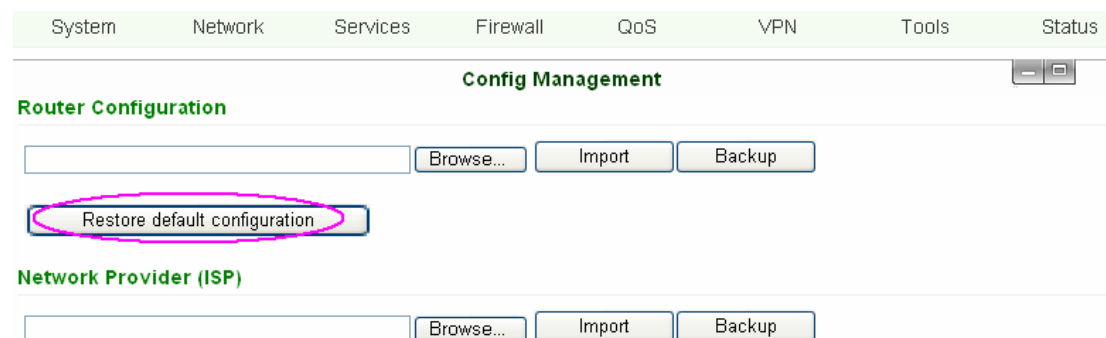 System Network Services Firewall QoS VPN Tools Status
Config Management
Router Configuration
Browse... Import Backup
Restore default configuration
Network Provider (ISP)
Browse... Import Backup